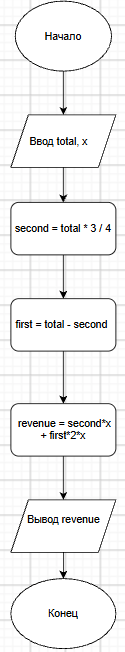 Начало
Ввод total, x
second = total * 3 / 4
first = total - second
revenue = second*x
+ first*2*x
Вывод revenue
Конец